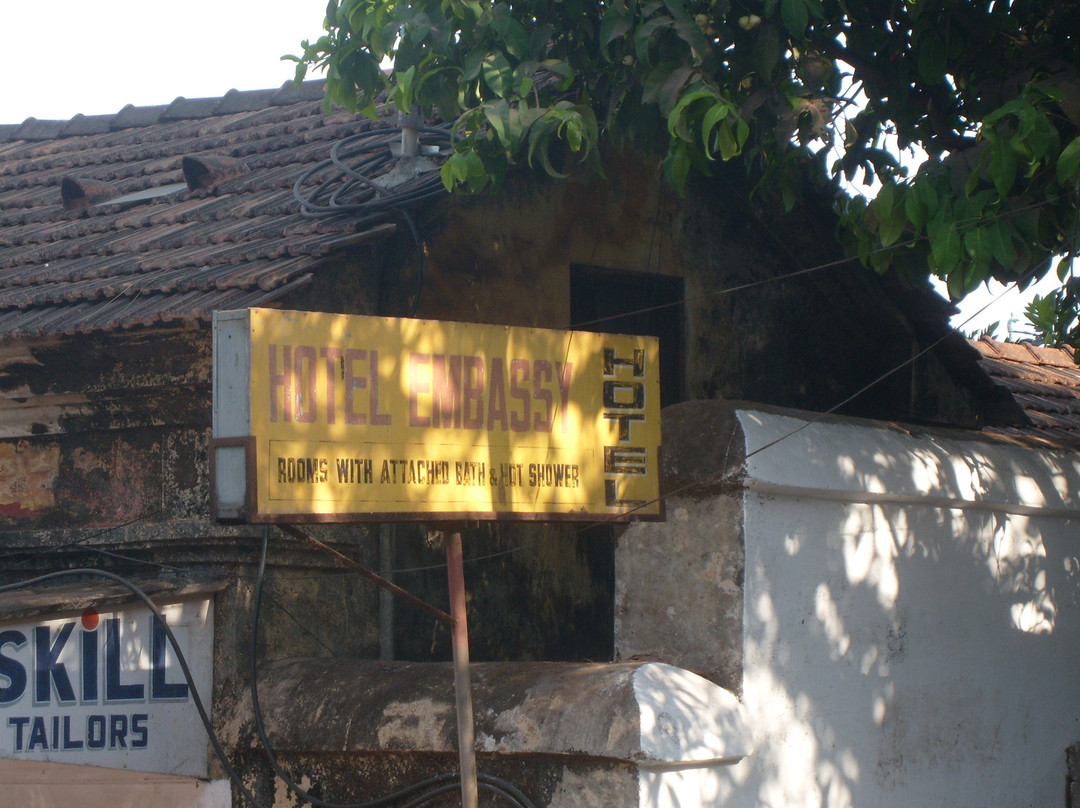 HOTEL EMBASSY
ROOMS WITH ATTACHED BATH & HOT SHOWER
HOTEL
SKiLL
TAILORS